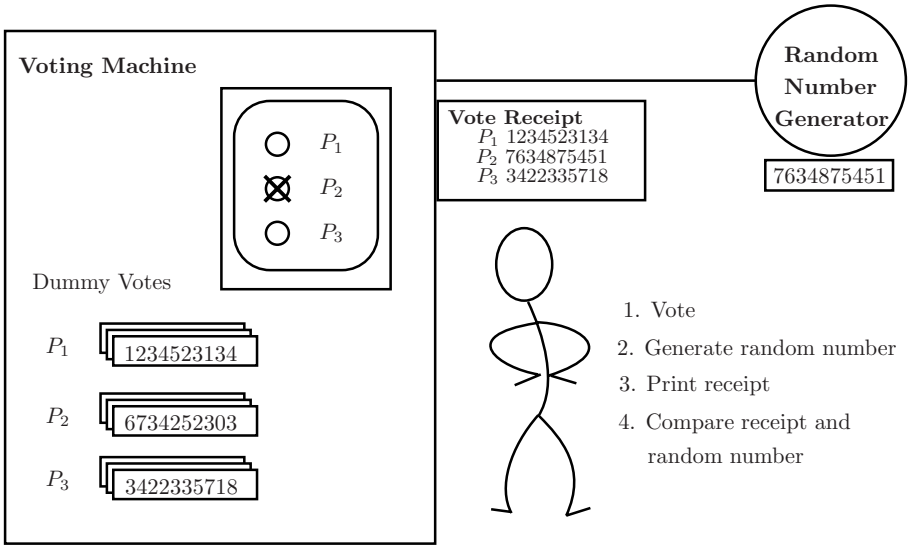 Voting Machine
P₁
P₂
P₃
Dummy Votes
P₁ 1234523134
P₂ 6734252303
P₃ 3422335718
Vote Receipt
P₁ 1234523134
P₂ 7634875451
P₃ 3422335718
Random
Number
Generator
7634875451
1. Vote
2. Generate random number
3. Print receipt
4. Compare receipt and
random number